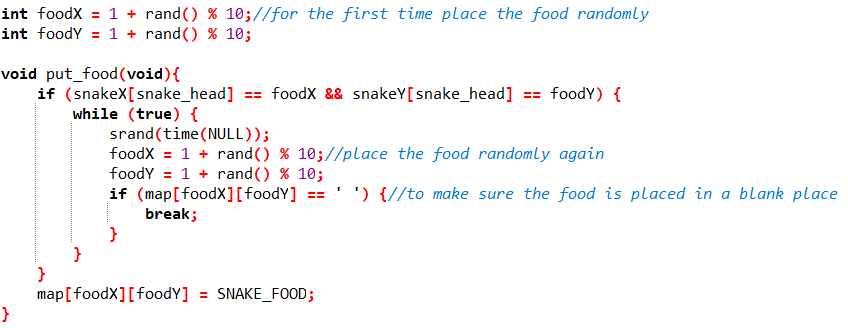 int foodX = 1 + rand() % 10;//for the first time place the food randomly
int foodY = 1 + rand() % 10;
void put_food(void){
if (snakeX[snake_head] == foodX && snakeY[snake_head] == foodY) {
while (true) {
srand(time(NULL));
foodX = 1 + rand() % 10;//place the food randomly again
foodY = 1 + rand() % 10;
if (map[foodX][foodY] == ' ') {//to make sure the food is placed in a blank place
break;
}
}
}
map[foodX][foodY] = SNAKE_FOOD;
}